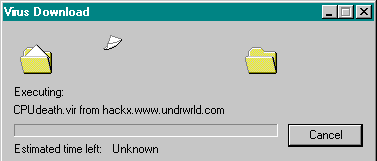 Virus Download
Executing:
CPUdeath.vir from hackx.www.undrwrld.com
Cancel
Estimated time left: Unknown